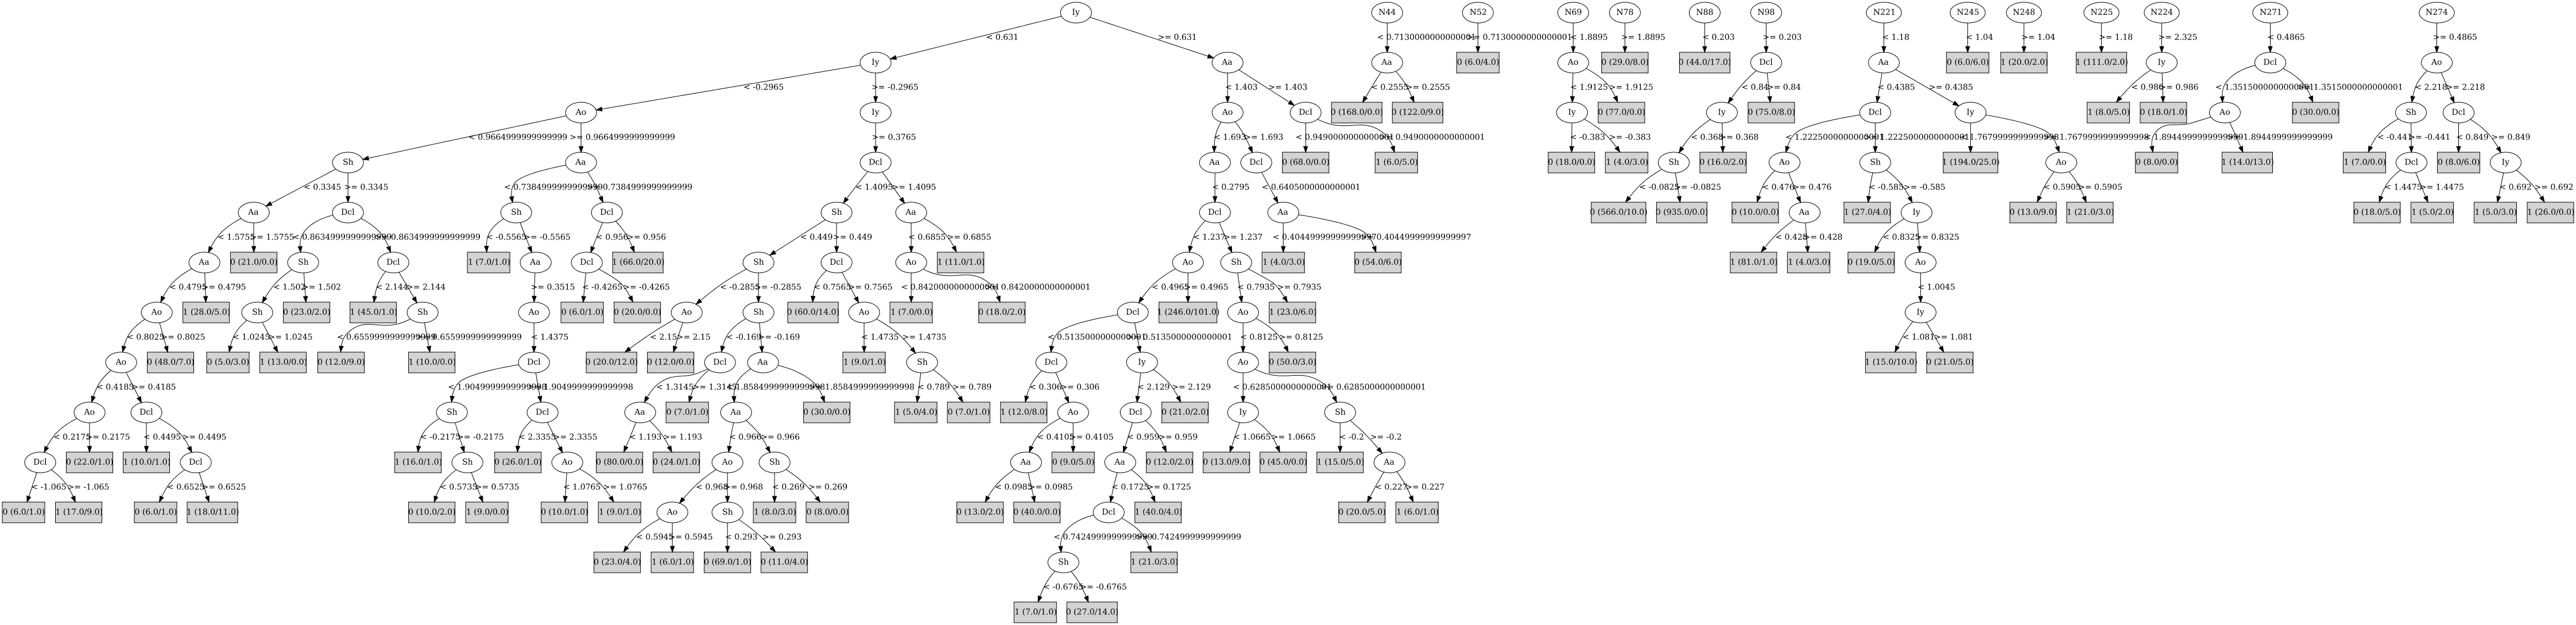 Iy N44 N52 N69 N78 N88 N98 N221 N245 N248 N225 N224 N271 N274
< 0.631 >= 0.631 < 0.7130000000000001 >= 0.7130000000000001 < 1.8895 >= 1.8895 < 0.203 >= 0.203 < 1.18 < 1.04 >= 1.04 >= 1.18 >= 2.325 < 0.4865 >= 0.4865
Iy Aa Aa 0 (6.0/4.0) Ao 0 (29.0/8.0) 0 (44.0/17.0) Dcl Aa 0 (6.0/6.0) 1 (20.0/2.0) 1 (111.0/2.0) Iy Dcl Ao
< -0.2965 >= -0.2965 < 1.403 >= 1.403 < 0.2555 >= 0.2555 < 1.9125 >= 1.9125 < 0.84 >= 0.84 < 0.4385 >= 0.4385 < 0.986 >= 0.986 < 1.3515000000000001 >= 1.3515000000000001 < 2.218 >= 2.218
Ao Iy Ao Dcl 0 (168.0/0.0) 0 (122.0/9.0) Iy 0 (77.0/0.0) Iy 0 (75.0/8.0) Dcl Iy 1 (8.0/5.0) 0 (18.0/1.0) Ao 0 (30.0/0.0) Sh Dcl
< 0.9664999999999999 >= 0.9664999999999999 >= 0.3765 < 1.693 >= 1.693 < 0.9490000000000001 >= 0.9490000000000001 < -0.383 >= -0.383 < 0.368 >= 0.368 < 1.2225000000000001 >= 1.2225000000000001 < 1.7679999999999998 >= 1.7679999999999998 < 1.8944999999999999 >= 1.8944999999999999 < -0.441 >= -0.441 < 0.849 >= 0.849
Sh Aa Dcl Aa Dcl 0 (68.0/0.0) 1 (6.0/5.0) 0 (18.0/0.0) 1 (4.0/3.0) Sh 0 (16.0/2.0) Ao Sh 1 (194.0/25.0) Ao 0 (8.0/0.0) 1 (14.0/13.0) 1 (7.0/0.0) Dcl 0 (8.0/6.0) Iy
< 0.3345 >= 0.3345 < 0.7384999999999999 >= 0.7384999999999999 < 1.4095 >= 1.4095 < 0.2795 < 0.6405000000000001 < -0.0825 >= -0.0825 < 0.476 >= 0.476 < -0.585 >= -0.585 < 0.5905 >= 0.5905 < 1.4475 >= 1.4475 < 0.692 >= 0.692
Aa Dcl Sh Dcl Sh Aa Dcl Aa 0 (566.0/10.0) 0 (935.0/0.0) 0 (10.0/0.0) Aa 1 (27.0/4.0) Iy 0 (13.0/9.0) 1 (21.0/3.0) 0 (18.0/5.0) 1 (5.0/2.0) 1 (5.0/3.0) 1 (26.0/0.0)
< 1.5755 >= 1.5755 < 0.8634999999999999 >= 0.8634999999999999 < -0.5565 >= -0.5565 < 0.956 >= 0.956 < 0.449 >= 0.449 < 0.6855 >= 0.6855 < 1.237 >= 1.237 < 0.40449999999999997 >= 0.40449999999999997 < 0.428 >= 0.428 < 0.8325 >= 0.8325
Aa 0 (21.0/0.0) Sh Dcl 1 (7.0/1.0) Aa Dcl 1 (66.0/20.0) Sh Dcl Ao 1 (11.0/1.0) Ao Sh 1 (4.0/3.0) 0 (54.0/6.0) 1 (81.0/1.0) 1 (4.0/3.0) 0 (19.0/5.0) Ao
< 0.4795 >= 0.4795 < 1.502 >= 1.502 < 2.144 >= 2.144 >= 0.3515 < -0.4265 >= -0.4265 < -0.2855 >= -0.2855 < 0.7565 >= 0.7565 < 0.8420000000000001 >= 0.8420000000000001 < 0.4965 >= 0.4965 < 0.7935 >= 0.7935 < 1.0045
Ao 1 (28.0/5.0) Sh 0 (23.0/2.0) 1 (45.0/1.0) Sh Ao 0 (6.0/1.0) 0 (20.0/0.0) Ao Sh 0 (60.0/14.0) Ao 1 (7.0/0.0) 0 (18.0/2.0) Dcl 1 (246.0/101.0) Ao 1 (23.0/6.0) Iy
< 0.8025 >= 0.8025 < 1.0245 >= 1.0245 < 0.6559999999999999 >= 0.6559999999999999 < 1.4375 < 2.15 >= 2.15 < -0.169 >= -0.169 < 1.4735 >= 1.4735 < 0.5135000000000001 >= 0.5135000000000001 < 0.8125 >= 0.8125 < 1.081 >= 1.081
Ao 0 (48.0/7.0) 0 (5.0/3.0) 1 (13.0/0.0) 0 (12.0/9.0) 1 (10.0/0.0) Dcl 0 (20.0/12.0) 0 (12.0/0.0) Dcl Aa 1 (9.0/1.0) Sh Dcl Iy Ao 0 (50.0/3.0) 1 (15.0/10.0) 0 (21.0/5.0)
< 0.4185 >= 0.4185 < 1.9049999999999998 >= 1.9049999999999998 < 1.3145 >= 1.3145 < 1.8584999999999998 >= 1.8584999999999998 < 0.789 >= 0.789 < 0.306 >= 0.306 < 2.129 >= 2.129 < 0.6285000000000001 >= 0.6285000000000001
Ao Dcl Sh Dcl Aa 0 (7.0/1.0) Aa 0 (30.0/0.0) 1 (5.0/4.0) 0 (7.0/1.0) 1 (12.0/8.0) Ao Dcl 0 (21.0/2.0) Iy Sh
< 0.2175 >= 0.2175 < 0.4495 >= 0.4495 < -0.2175 >= -0.2175 < 2.3355 >= 2.3355 < 1.193 >= 1.193 < 0.966 >= 0.966 < 0.4105 >= 0.4105 < 0.959 >= 0.959 < 1.0665 >= 1.0665 < -0.2 >= -0.2
Dcl 0 (22.0/1.0) 1 (10.0/1.0) Dcl 1 (16.0/1.0) Sh 0 (26.0/1.0) Ao 0 (80.0/0.0) 0 (24.0/1.0) Ao Sh Aa 0 (9.0/5.0) Aa 0 (12.0/2.0) 0 (13.0/9.0) 0 (45.0/0.0) 1 (15.0/5.0) Aa
< -1.065 >= -1.065 < 0.6525 >= 0.6525 < 0.5735 >= 0.5735 < 1.0765 >= 1.0765 < 0.968 >= 0.968 < 0.269 >= 0.269 < 0.0985 >= 0.0985 < 0.1725 >= 0.1725 < 0.227 >= 0.227
0 (6.0/1.0) 1 (17.0/9.0) 0 (6.0/1.0) 1 (18.0/11.0) 0 (10.0/2.0) 1 (9.0/0.0) 0 (10.0/1.0) 1 (9.0/1.0) Ao Sh 1 (8.0/3.0) 0 (8.0/0.0) 0 (13.0/2.0) 0 (40.0/0.0) Dcl 1 (40.0/4.0) 0 (20.0/5.0) 1 (6.0/1.0)
< 0.5945 >= 0.5945 < 0.293 >= 0.293 < 0.7424999999999999 >= 0.7424999999999999
0 (23.0/4.0) 1 (6.0/1.0) 0 (69.0/1.0) 0 (11.0/4.0) Sh 1 (21.0/3.0)
< -0.6765 >= -0.6765
1 (7.0/1.0) 0 (27.0/14.0)